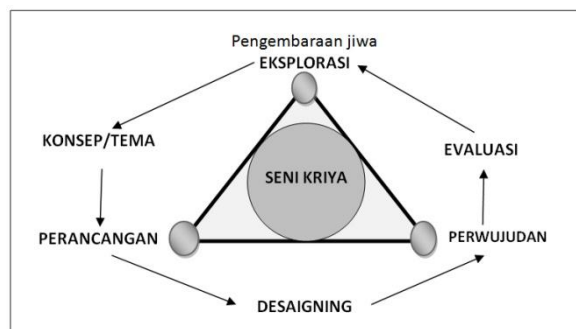 Pengembaraan jiwa
EKSPLORASI
KONSEP/TEMA
EVALUASI
SENI KRIYA
PERANCANGAN
PERWUJUDAN
DESAIGNING